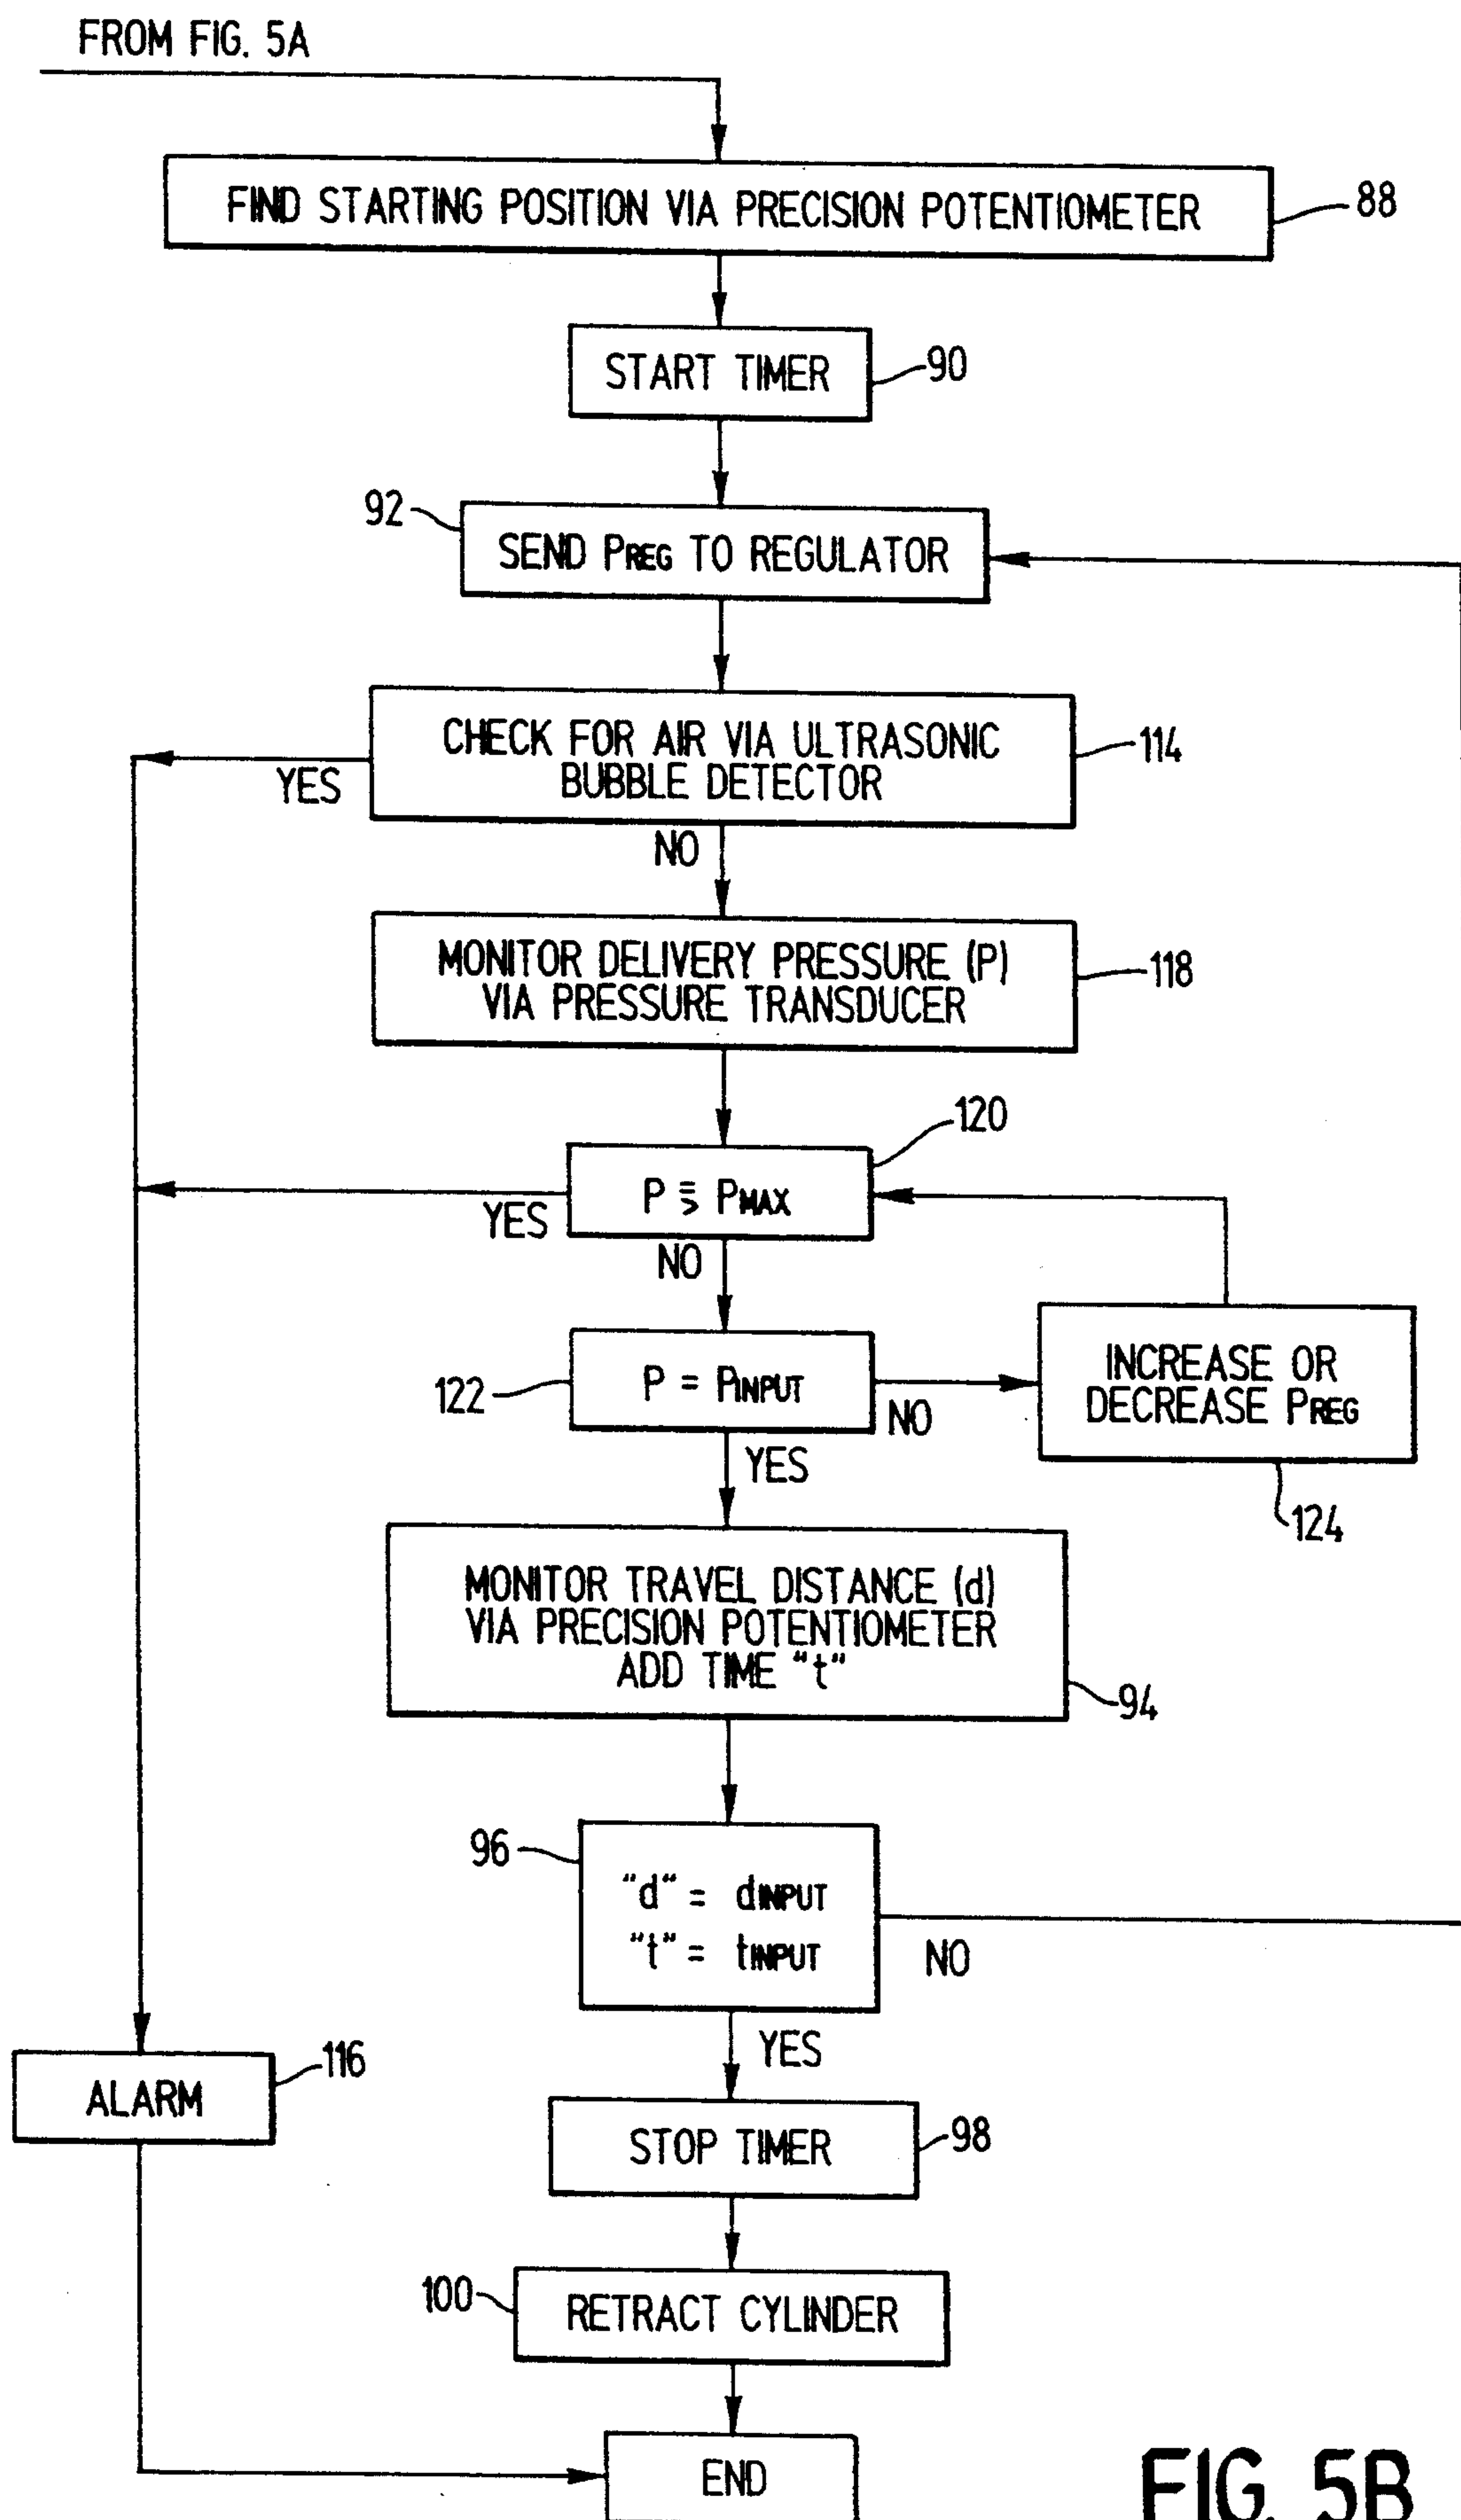 FROM FIG. 5A
FIND STARTING POSITION VIA PRECISION POTENTIOMETER
88
START TIMER
90
92
SEND PREG TO REGULATOR
CHECK FOR AIR VIA ULTRASONIC
BUBBLE DETECTOR
114
YES
NO
MONITOR DELIVERY PRESSURE (P)
VIA PRESSURE TRANSDUCER
118
120
P ≧ PMAX
YES
NO
122
P = PINPUT
NO
INCREASE OR
DECREASE PREG
124
YES
MONITOR TRAVEL DISTANCE (d)
VIA PRECISION POTENTIOMETER
ADD TIME "t"
94
96
"d" = dINPUT
"t" = tINPUT
NO
YES
116
ALARM
STOP TIMER
98
100
RETRACT CYLINDER
END
FIG. 5B